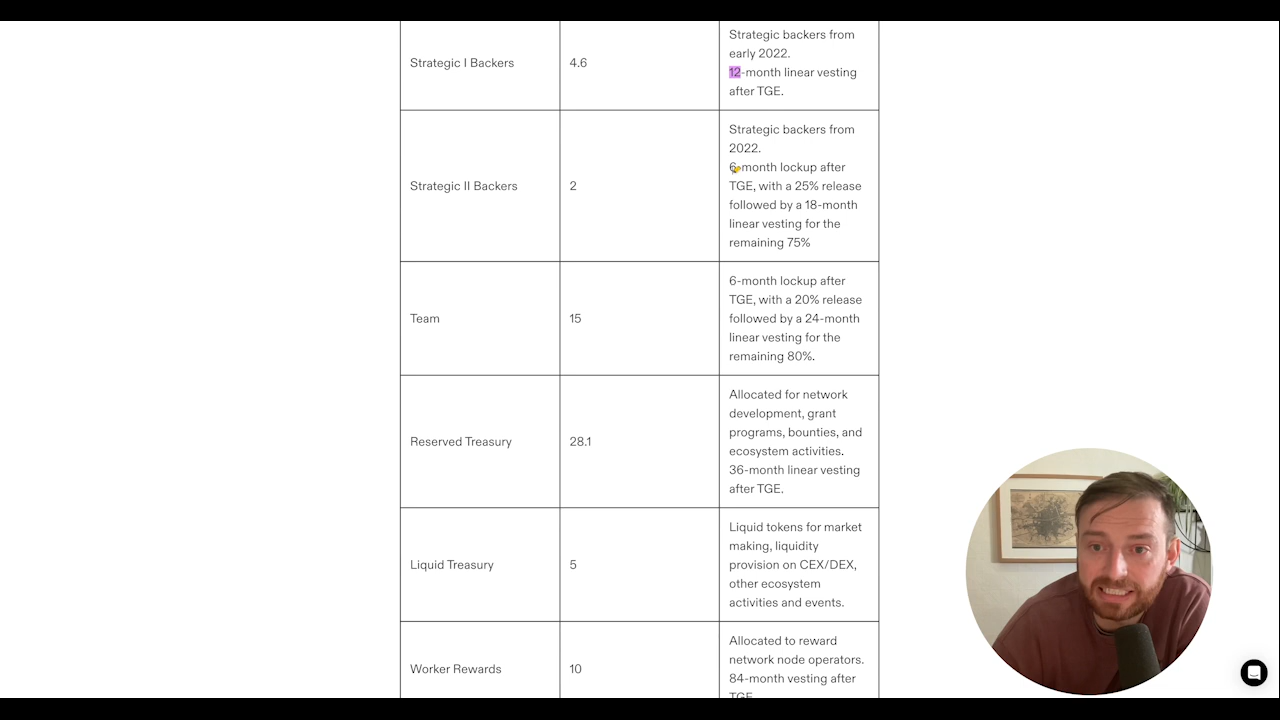 Strategic I Backers
4.6
Strategic backers from
early 2022.
12-month linear vesting
after TGE.
Strategic II Backers
2
Strategic backers from
2022.
6-month lockup after
TGE, with a 25% release
followed by a 18-month
linear vesting for the
remaining 75%
Team
15
6-month lockup after
TGE, with a 20% release
followed by a 24-month
linear vesting for the
remaining 80%.
Reserved Treasury
28.1
Allocated for network
development, grant
programs, bounties, and
ecosystem activities.
36-month linear vesting
after TGE.
Liquid Treasury
5
Liquid tokens for market
making, liquidity
provision on CEX/DEX,
other ecosystem
activities and events.
Worker Rewards
10
Allocated to reward
network node operators.
84-month vesting after
TGE